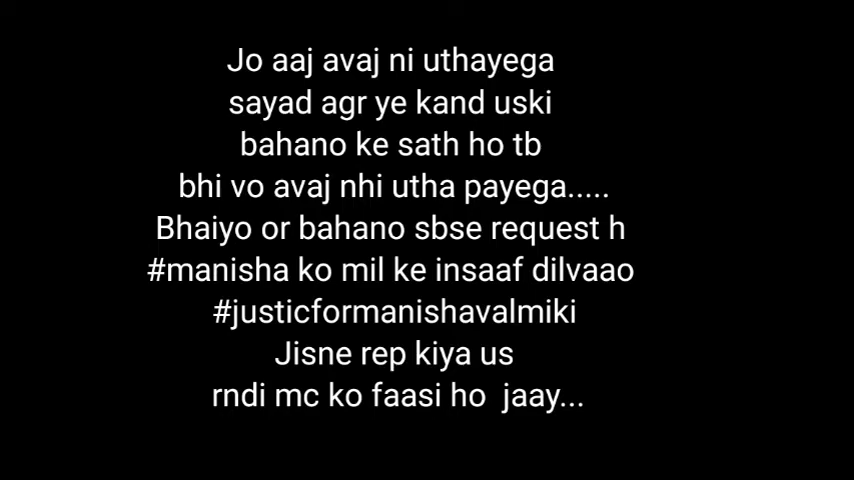 Jo aaj avaj ni uthayega
sayad agr ye kand uski
bahano ke sath ho tb
bhi vo avaj nhi utha payega.....
Bhaiyo or bahano sbse request h
#manisha ko mil ke insaaf dilvaao
#justicformanishavalmiki
Jisne rep kiya us
rndi mc ko faasi ho  jaay...